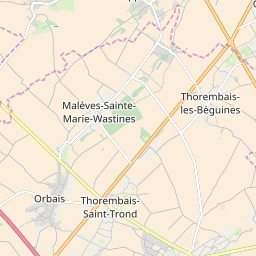 Malèves-Sainte-
Marie-Wastines
Thorembais-
les-Béguines
Orbais
Thorembais-
Saint-Trond